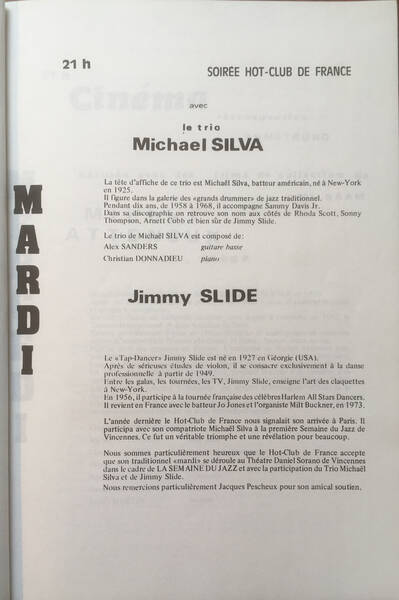 21 h
SOIRÉE HOT-CLUB DE FRANCE
avec
le trio
Michael SILVA
MARDI
La tête d'affiche de ce trio est Michaël Silva, batteur américain, né à New-York
en 1925.
Il figure dans la galerie des «grands drummer» de jazz traditionnel.
Pendant dix ans, de 1958 à 1968, il accompagne Sammy Davis Jr.
Dans sa discographie on retrouve son nom aux côtés de Rhoda Scott, Sonny
Thompson, Arnett Cobb et bien sûr de Jimmy Slide.
Le trio de Michaël SILVA est composé de:
Alex SANDERS guitare basse
Christian DONNADIEU piano
Jimmy SLIDE
Le «Tap-Dancer» Jimmy Slide est né en 1927 en Géorgie (USA).
Après de sérieuses études de violon, il se consacre exclusivement à la danse
professionnelle à partir de 1949.
Entre les galas, les tournées, les TV, Jimmy Slide, enseigne l'art des claquettes
à New-York.
En 1956, il participe à la tournée française des célèbres Harlem All Stars Dancers.
Il revient en France avec le batteur Jo Jones et l'organiste Milt Buckner, en 1973.
L'année dernière le Hot-Club de France nous signalait son arrivée à Paris. Il
participa avec son compatriote Michaël Silva à la première Semaine du Jazz de
Vincennes. Ce fut un véritable triomphe et une révélation pour beaucoup.
Nous sommes particulièrement heureux que le Hot-Club de France accepte
que son traditionnel «mardi» se déroule au Théatre Daniel Sorano de Vincennes
dans le cadre de LA SEMAINE DU JAZZ et avec la participation du Trio Michaël
Silva et de Jimmy Slide.
Nous remercions particulièrement Jacques Pescheux pour son amical soutien.